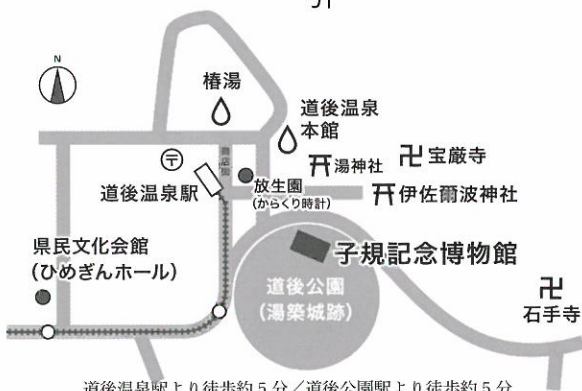 N
椿湯
道後温泉
本館
商店街
〒
道後温泉駅
放生園
(からくり時計)
湯神社
卍宝厳寺
伊佐爾波神社
県民文化会館
(ひめぎんホール)
子規記念博物館
道後公園
(湯築城跡)
卍
石手寺
道後温泉駅より徒歩約5分／道後公園駅より徒歩約5分